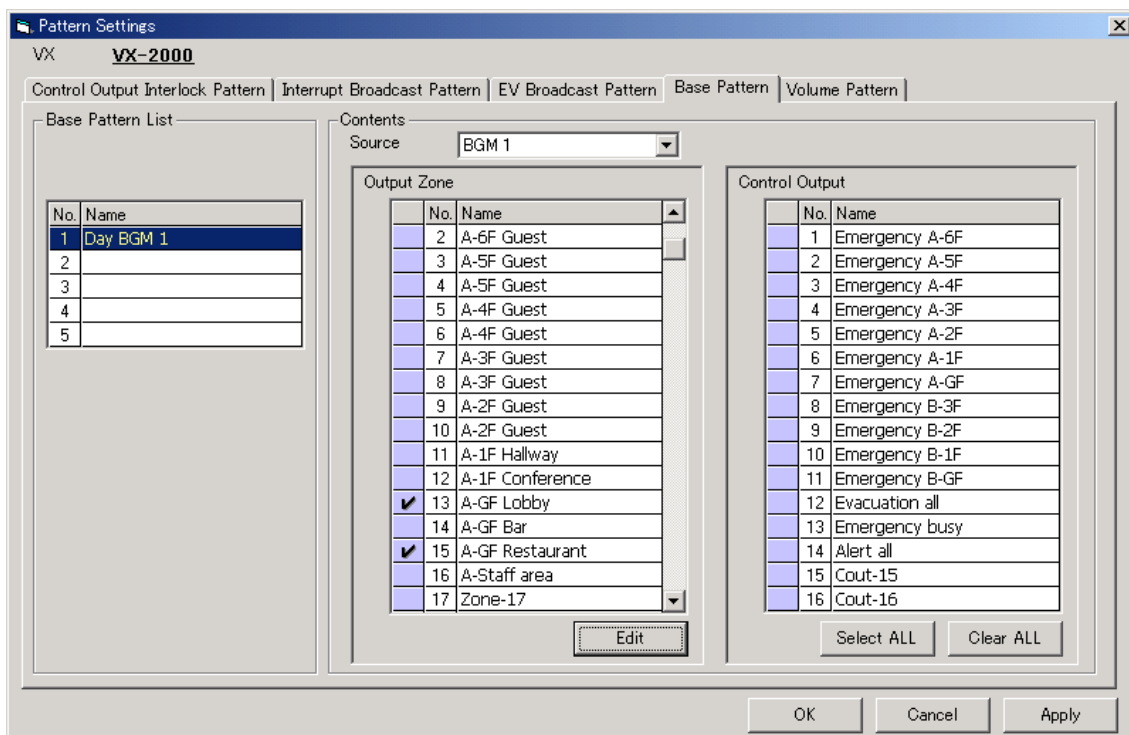 Pattern Settings
VX VX-2000
Control Output Interlock Pattern Interrupt Broadcast Pattern EV Broadcast Pattern Base Pattern Volume Pattern
Base Pattern List
No. Name
1 Day BGM 1
2
3
4
5
Contents
Source BGM 1
Output Zone
No. Name
2 A-6F Guest
3 A-5F Guest
4 A-5F Guest
5 A-4F Guest
6 A-4F Guest
7 A-3F Guest
8 A-3F Guest
9 A-2F Guest
10 A-2F Guest
11 A-1F Hallway
12 A-1F Conference
13 A-GF Lobby
14 A-GF Bar
15 A-GF Restaurant
16 A-Staff area
17 Zone-17
Edit
Control Output
No. Name
1 Emergency A-6F
2 Emergency A-5F
3 Emergency A-4F
4 Emergency A-3F
5 Emergency A-2F
6 Emergency A-1F
7 Emergency A-GF
8 Emergency B-3F
9 Emergency B-2F
10 Emergency B-1F
11 Emergency B-GF
12 Evacuation all
13 Emergency busy
14 Alert all
15 Cout-15
16 Cout-16
Select ALL Clear ALL
OK Cancel Apply